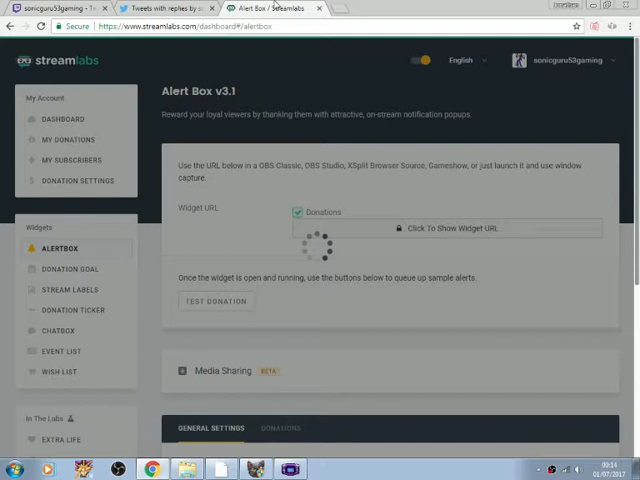 sonicguru53gaming - Tw
Tweets with replies by so
Alert Box / Streamlabs
Secure https://www.streamlabs.com/dashboard#/alertbox
streamlabs
English
sonicguru53gaming
My Account
DASHBOARD
MY DONATIONS
MY SUBSCRIBERS
DONATION SETTINGS
Widgets
ALERTBOX
DONATION GOAL
STREAM LABELS
DONATION TICKER
CHATBOX
EVENT LIST
WISH LIST
In The Labs
EXTRA LIFE
Alert Box v3.1
Reward your loyal viewers by thanking them with attractive, on-stream notification popups.
Use the URL below in a OBS Classic, OBS Studio, XSplit Browser Source, Gameshow, or just launch it and use window
capture.
Widget URL
Donations
Click To Show Widget URL
Once the widget is open and running, use the buttons below to queue up sample alerts.
TEST DONATION
Media Sharing BETA
GENERAL SETTINGS DONATIONS
09:14
01/07/2017